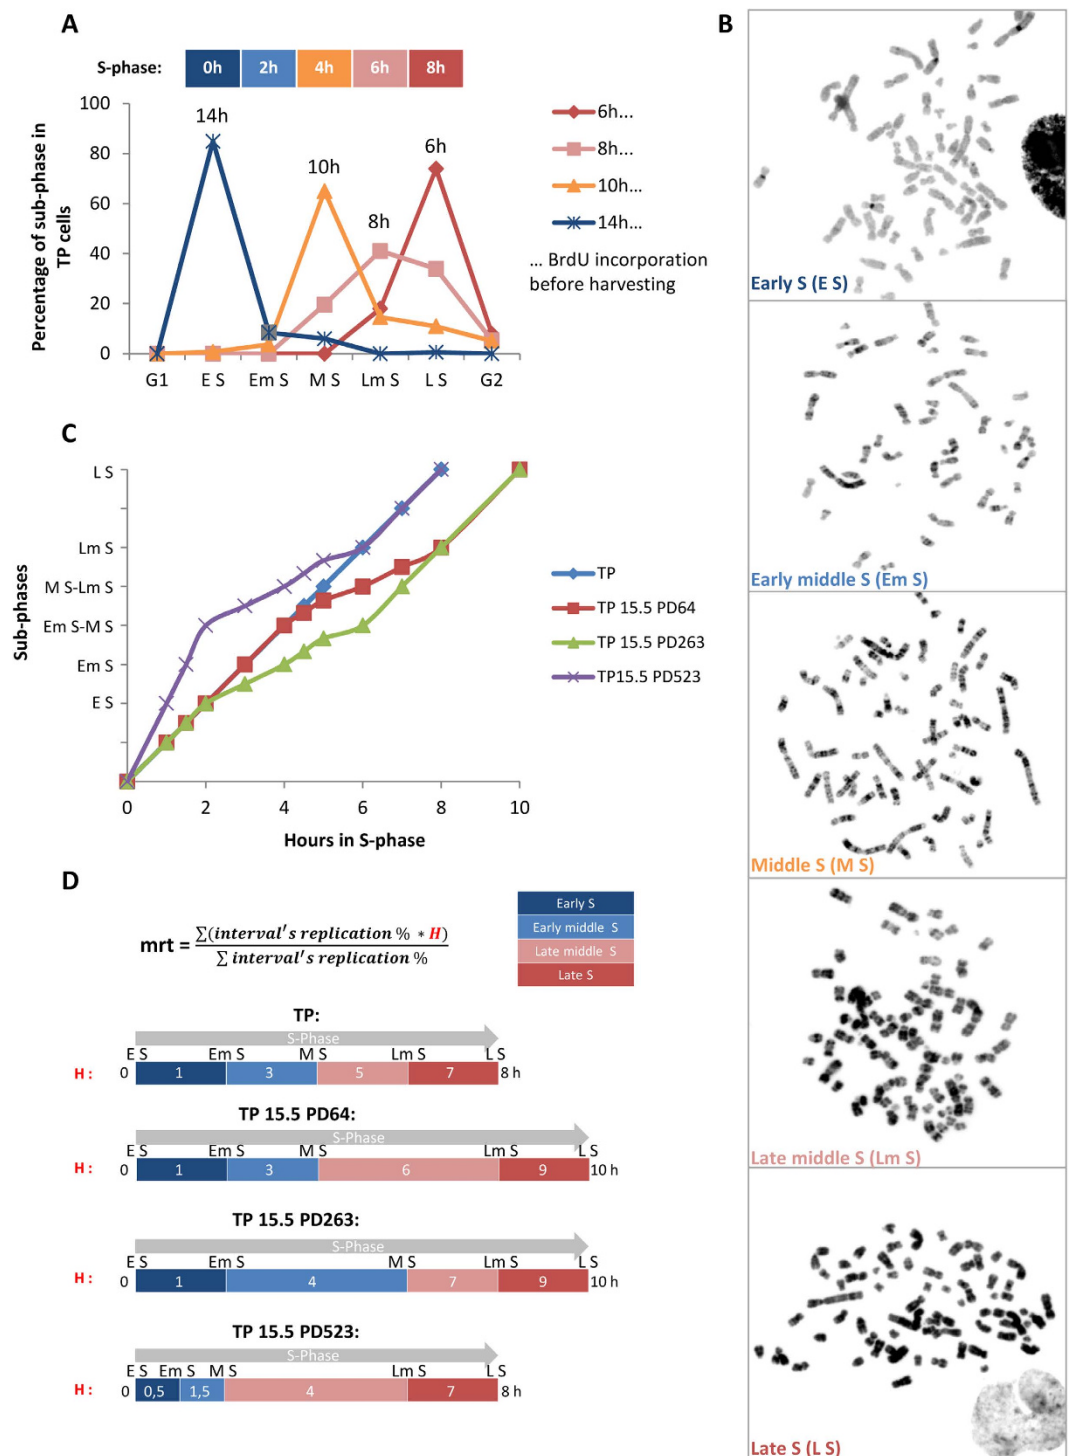 A
S-phase: 0h 2h 4h 6h 8h
Percentage of sub-phase in
TP cells
100
80
60
40
20
0
14h
10h
8h
6h
G1 E S Em S M S Lm S L S G2
6h...
8h...
10h...
14h...
... BrdU incorporation
before harvesting
B
Early S (E S)
Early middle S (Em S)
Middle S (M S)
Late middle S (Lm S)
Late S (L S)
C
Sub-phases
L S
Lm S
M S-Lm S
Em S-M S
Em S
E S
0 2 4 6 8 10
Hours in S-phase
TP
TP 15.5 PD64
TP 15.5 PD263
TP15.5 PD523
D
mrt = ∑(interval's replication % * H)
∑ interval's replication %
Early S
Early middle S
Late middle S
Late S
TP:
S-Phase
E S Em S M S Lm S L S
H : 0 1 3 5 7 8 h
TP 15.5 PD64:
S-Phase
E S Em S M S Lm S L S
H : 0 1 3 6 9 10 h
TP 15.5 PD263:
S-Phase
E S Em S M S Lm S L S
H : 0 1 4 7 9 10 h
TP 15.5 PD523:
S-Phase
E S Em S M S Lm S L S
H : 0 0,5 1,5 4 7 8 h